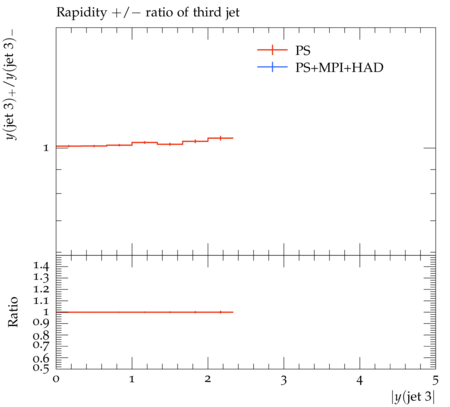 Rapidity +/− ratio of third jet
y(jet 3)+/y(jet 3)−
PS
PS+MPI+HAD
1
Ratio
1.4
1.3
1.2
1.1
1
0.9
0.8
0.7
0.6
0.5
0 1 2 3 4 5
|y(jet 3|